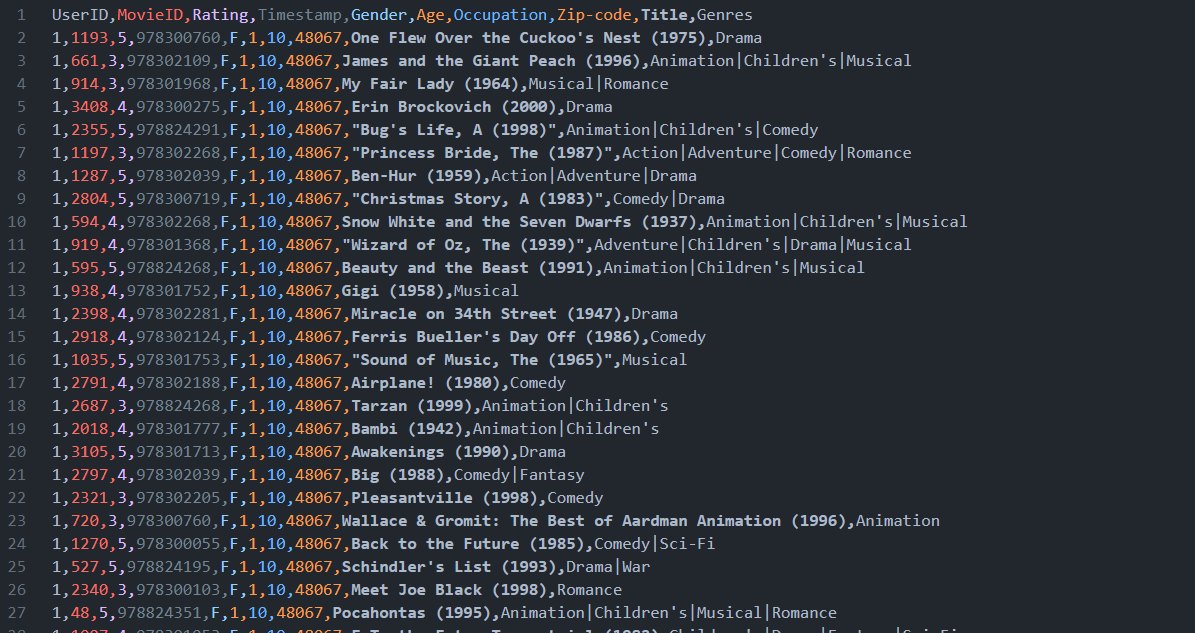 1 UserID,MovieID,Rating,Timestamp,Gender,Age,Occupation,Zip-code,Title,Genres
2 1,1193,5,978300760,F,1,10,48067,One Flew Over the Cuckoo's Nest (1975),Drama
3 1,661,3,978302109,F,1,10,48067,James and the Giant Peach (1996),Animation|Children's|Musical
4 1,914,3,978301968,F,1,10,48067,My Fair Lady (1964),Musical|Romance
5 1,3408,4,978300275,F,1,10,48067,Erin Brockovich (2000),Drama
6 1,2355,5,978824291,F,1,10,48067,"Bug's Life, A (1998)",Animation|Children's|Comedy
7 1,1197,3,978302268,F,1,10,48067,"Princess Bride, The (1987)",Action|Adventure|Comedy|Romance
8 1,1287,5,978302039,F,1,10,48067,Ben-Hur (1959),Action|Adventure|Drama
9 1,2804,5,978300719,F,1,10,48067,"Christmas Story, A (1983)",Comedy|Drama
10 1,594,4,978302268,F,1,10,48067,Snow White and the Seven Dwarfs (1937),Animation|Children's|Musical
11 1,919,4,978301368,F,1,10,48067,"Wizard of Oz, The (1939)",Adventure|Children's|Drama|Musical
12 1,595,5,978824268,F,1,10,48067,Beauty and the Beast (1991),Animation|Children's|Musical
13 1,938,4,978301752,F,1,10,48067,Gigi (1958),Musical
14 1,2398,4,978302281,F,1,10,48067,Miracle on 34th Street (1947),Drama
15 1,2918,4,978302124,F,1,10,48067,Ferris Bueller's Day Off (1986),Comedy
16 1,1035,5,978301753,F,1,10,48067,"Sound of Music, The (1965)",Musical
17 1,2791,4,978302188,F,1,10,48067,Airplane! (1980),Comedy
18 1,2687,3,978824268,F,1,10,48067,Tarzan (1999),Animation|Children's
19 1,2018,4,978301777,F,1,10,48067,Bambi (1942),Animation|Children's
20 1,3105,5,978301713,F,1,10,48067,Awakenings (1990),Drama
21 1,2797,4,978302039,F,1,10,48067,Big (1988),Comedy|Fantasy
22 1,2321,3,978302205,F,1,10,48067,Pleasantville (1998),Comedy
23 1,720,3,978300760,F,1,10,48067,Wallace & Gromit: The Best of Aardman Animation (1996),Animation
24 1,1270,5,978300055,F,1,10,48067,Back to the Future (1985),Comedy|Sci-Fi
25 1,527,5,978824195,F,1,10,48067,Schindler's List (1993),Drama|War
26 1,2340,3,978300103,F,1,10,48067,Meet Joe Black (1998),Romance
27 1,48,5,978824351,F,1,10,48067,Pocahontas (1995),Animation|Children's|Musical|Romance